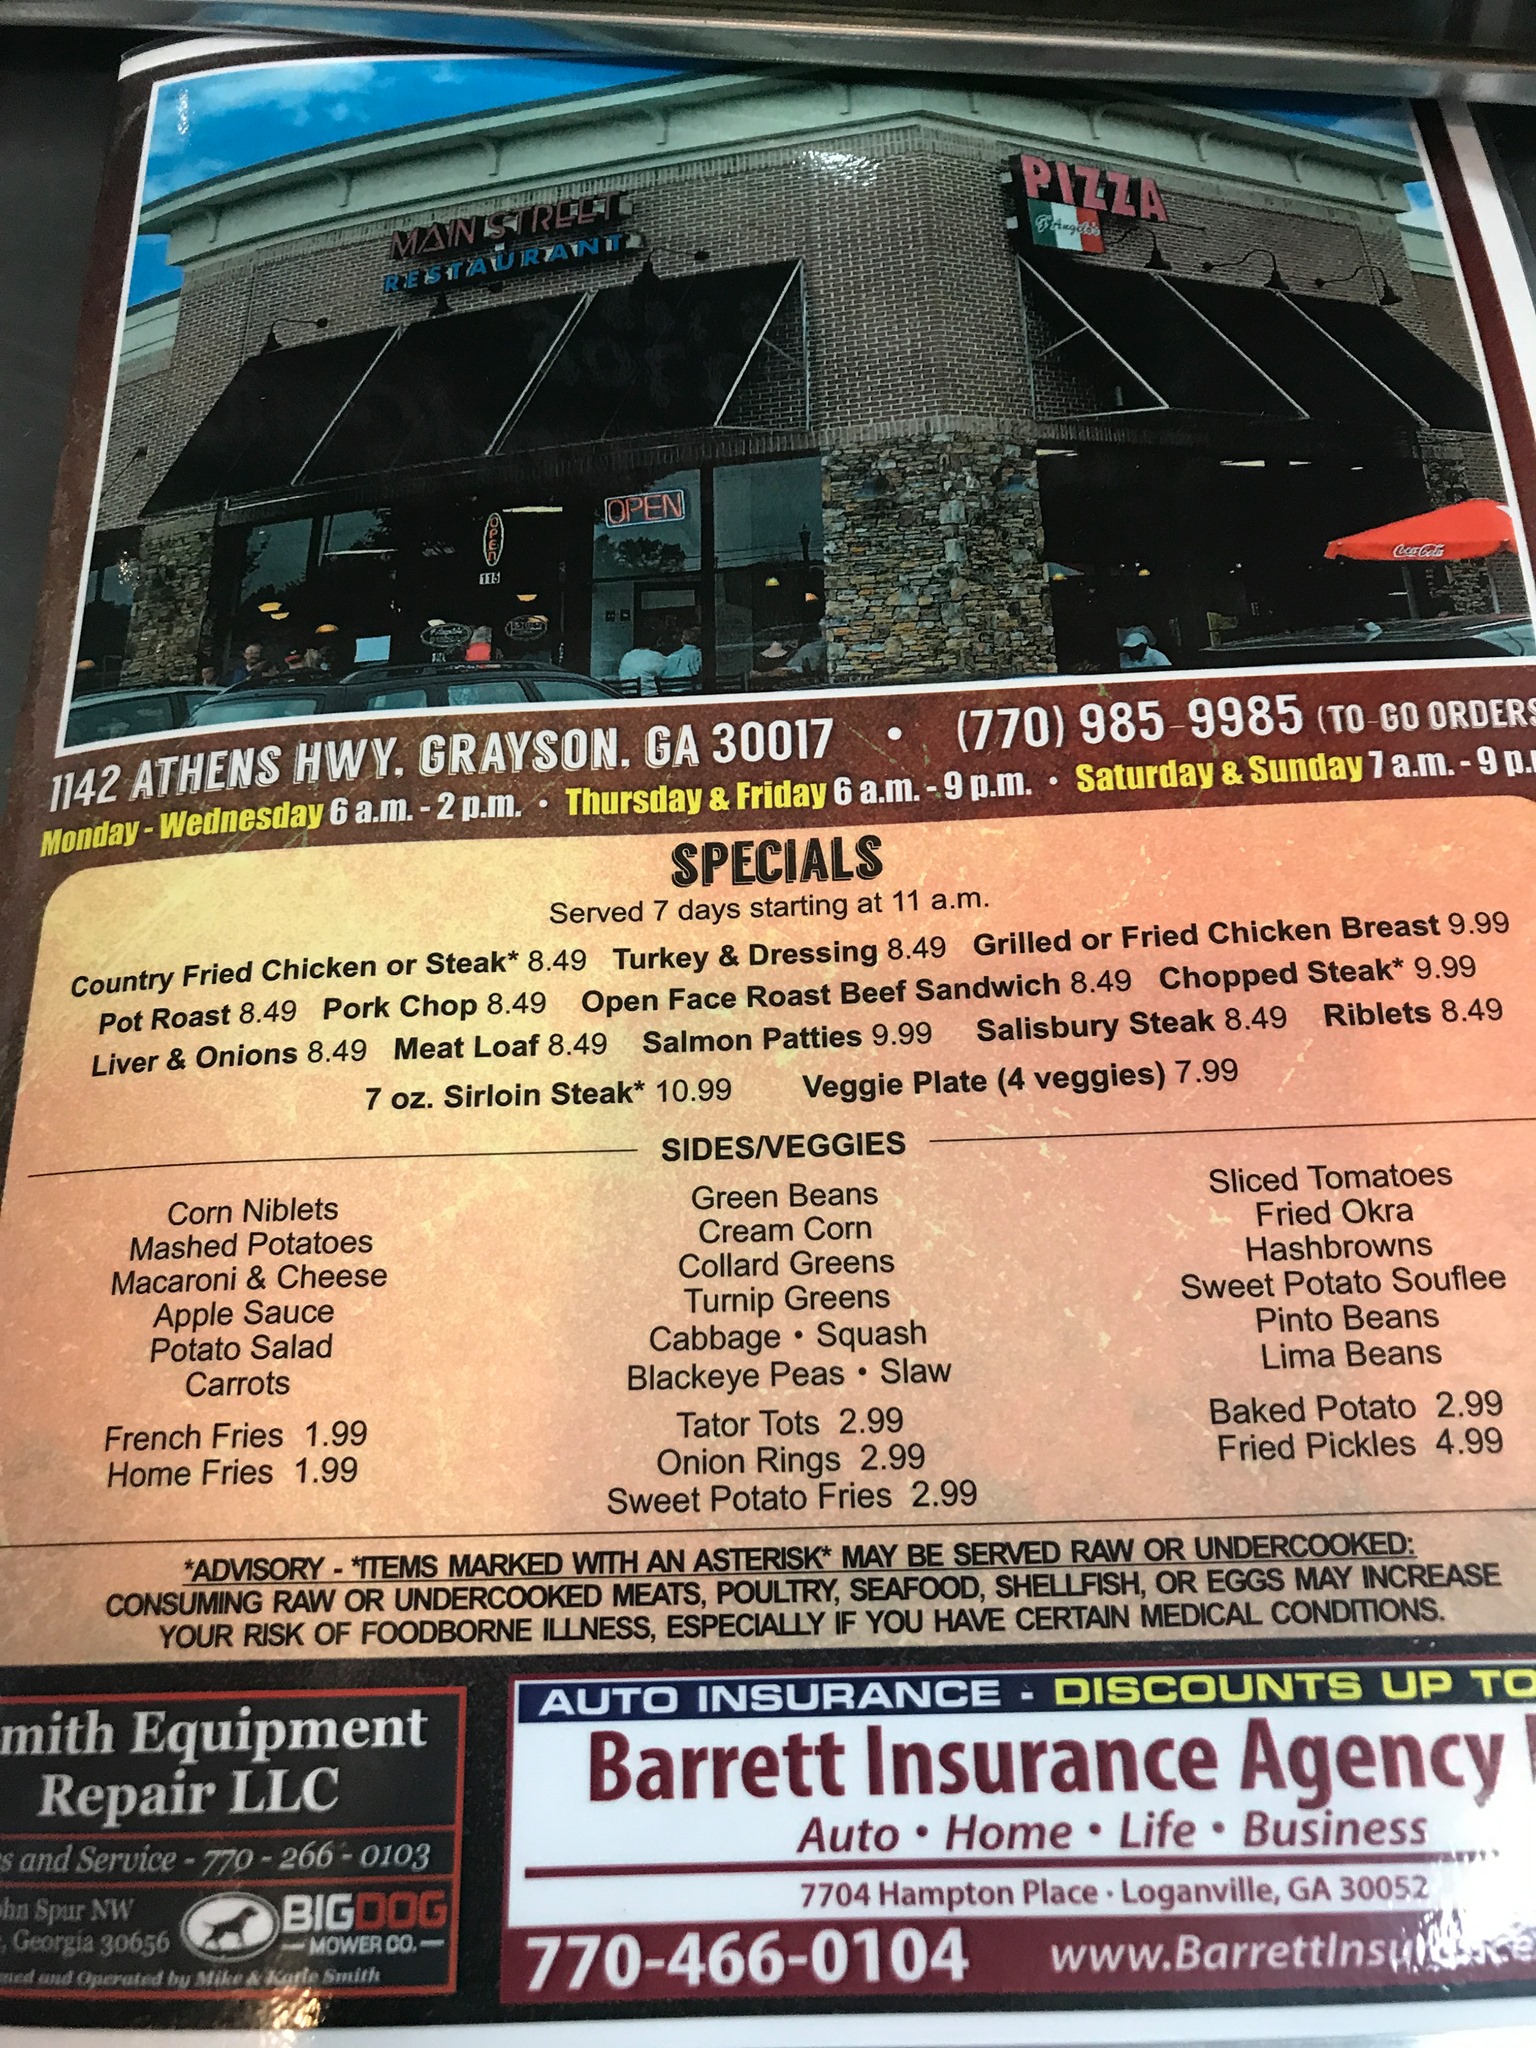 MAIN STREET
RESTAURANT
PIZZA
D'Angelo's
OPEN
OPEN
115
Coca-Cola
1142 ATHENS HWY. GRAYSON, GA 30017 • (770) 985-9985 (TO-GO ORDERS
Monday - Wednesday 6 a.m. - 2 p.m. • Thursday & Friday 6 a.m. - 9 p.m. • Saturday & Sunday 7 a.m. - 9 p.
SPECIALS
Served 7 days starting at 11 a.m.
Country Fried Chicken or Steak* 8.49 Turkey & Dressing 8.49 Grilled or Fried Chicken Breast 9.99
Pot Roast 8.49 Pork Chop 8.49 Open Face Roast Beef Sandwich 8.49 Chopped Steak* 9.99
Liver & Onions 8.49 Meat Loaf 8.49 Salmon Patties 9.99 Salisbury Steak 8.49 Riblets 8.49
7 oz. Sirloin Steak* 10.99 Veggie Plate (4 veggies) 7.99
SIDES/VEGGIES
Corn Niblets
Mashed Potatoes
Macaroni & Cheese
Apple Sauce
Potato Salad
Carrots
French Fries 1.99
Home Fries 1.99
Green Beans
Cream Corn
Collard Greens
Turnip Greens
Cabbage • Squash
Blackeye Peas • Slaw
Tator Tots 2.99
Onion Rings 2.99
Sweet Potato Fries 2.99
Sliced Tomatoes
Fried Okra
Hashbrowns
Sweet Potato Souflee
Pinto Beans
Lima Beans
Baked Potato 2.99
Fried Pickles 4.99
*ADVISORY - *ITEMS MARKED WITH AN ASTERISK* MAY BE SERVED RAW OR UNDERCOOKED:
CONSUMING RAW OR UNDERCOOKED MEATS, POULTRY, SEAFOOD, SHELLFISH, OR EGGS MAY INCREASE
YOUR RISK OF FOODBORNE ILLNESS, ESPECIALLY IF YOU HAVE CERTAIN MEDICAL CONDITIONS.
mith Equipment
Repair LLC
s and Service - 770 - 266 - 0103
ohn Spur NW
, Georgia 30656
BIGDOG
MOWER CO.
ned and Operated by Mike & Karie Smith
AUTO INSURANCE - DISCOUNTS UP TO
Barrett Insurance Agency
Auto • Home • Life • Business
7704 Hampton Place · Loganville, GA 30052
770-466-0104 www.BarrettInsu